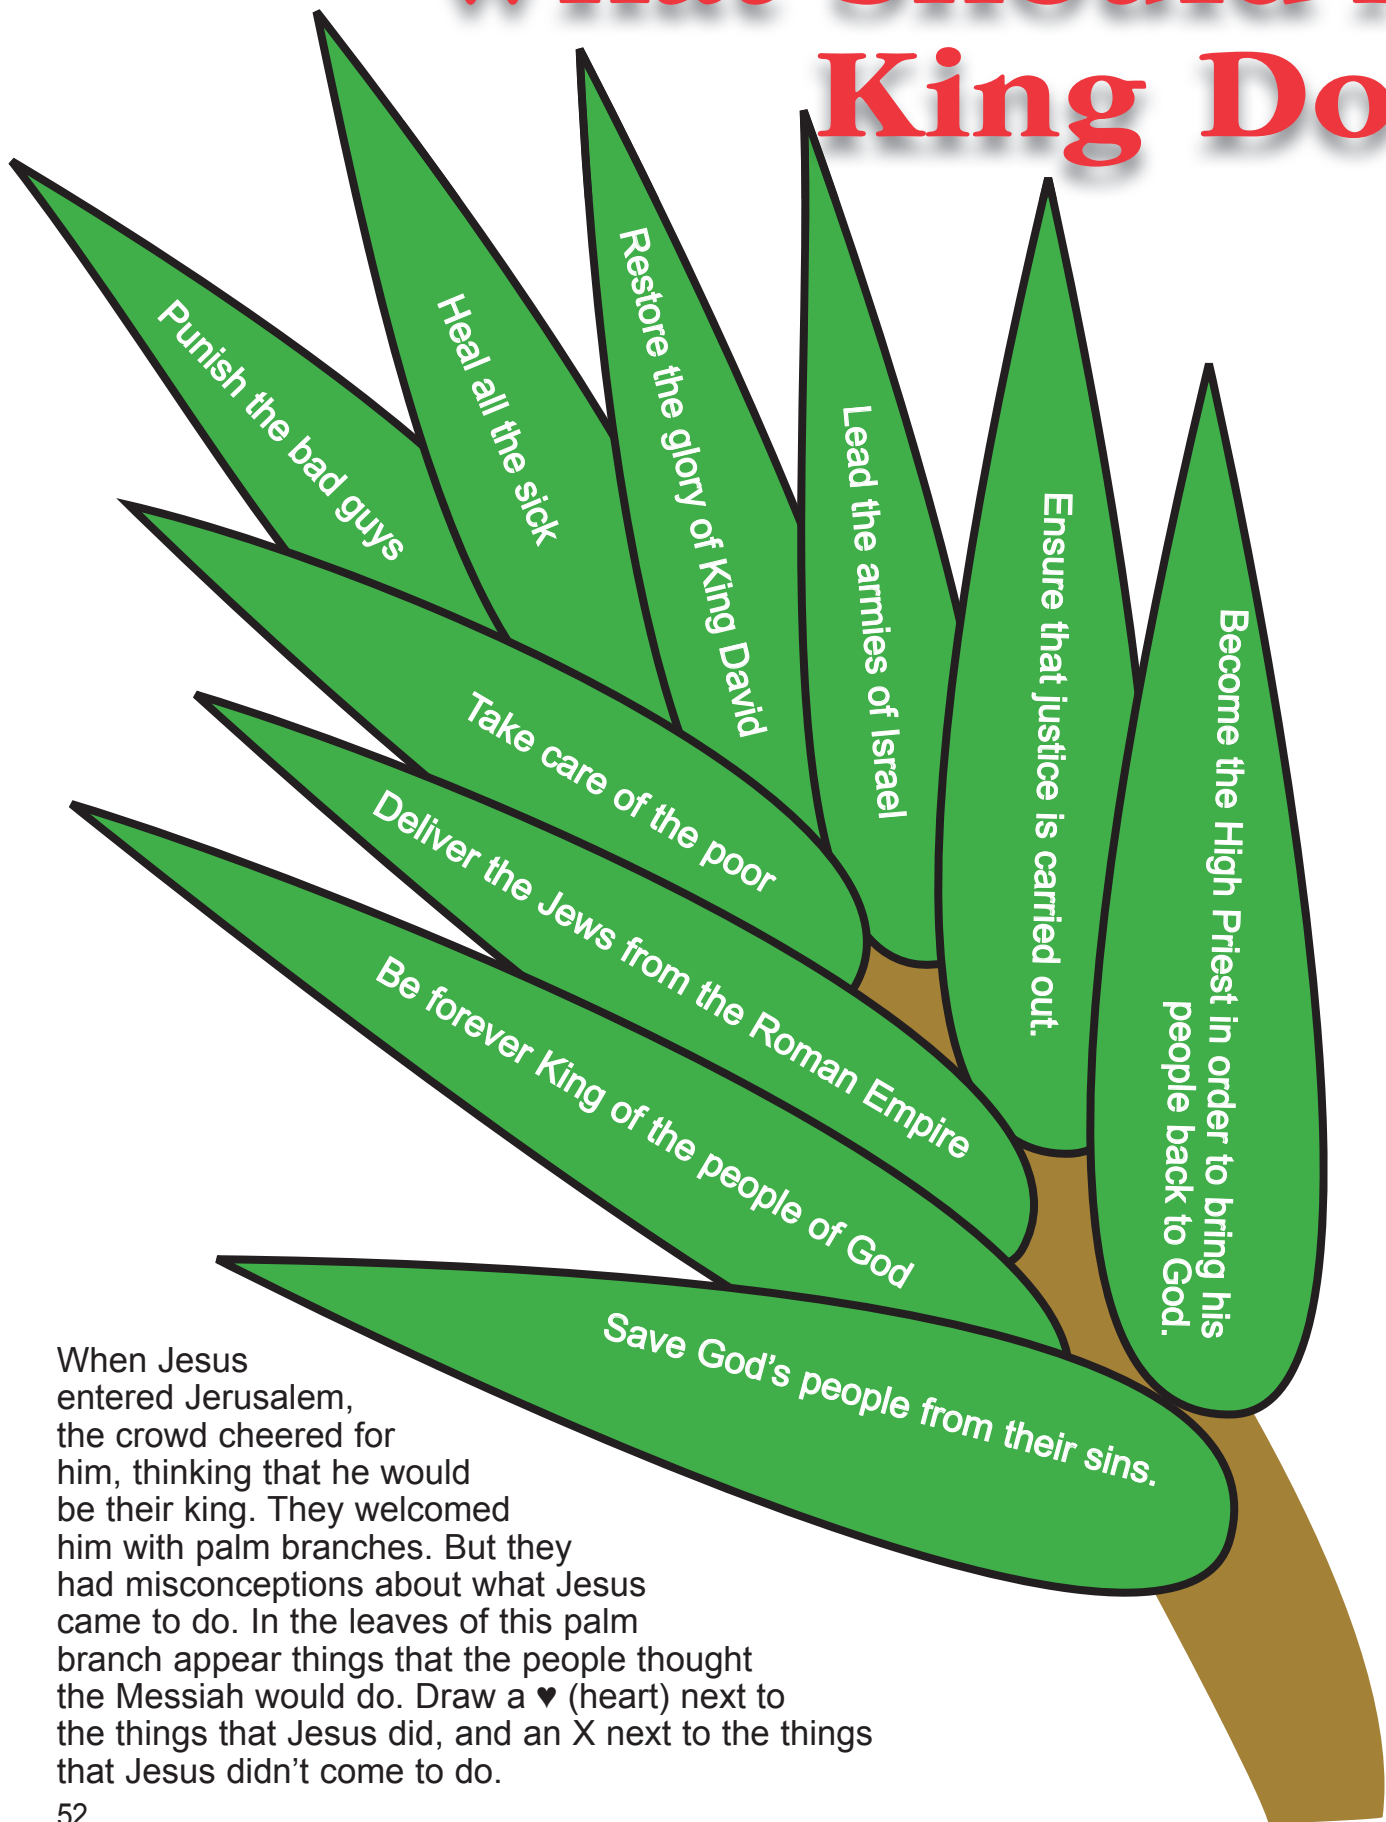 What Should
King Do
Punish the bad guys
Heal all the sick
Restore the glory of King David
Lead the armies of Israel
Ensure that justice is carried out.
Become the High Priest in order to bring his
people back to God.
Take care of the poor
Deliver the Jews from the Roman Empire
Be forever King of the people of God
Save God's people from their sins.
When Jesus
entered Jerusalem,
the crowd cheered for
him, thinking that he would
be their king. They welcomed
him with palm branches. But they
had misconceptions about what Jesus
came to do. In the leaves of this palm
branch appear things that the people thought
the Messiah would do. Draw a ♥ (heart) next to
the things that Jesus did, and an X next to the things
that Jesus didn't come to do.
52